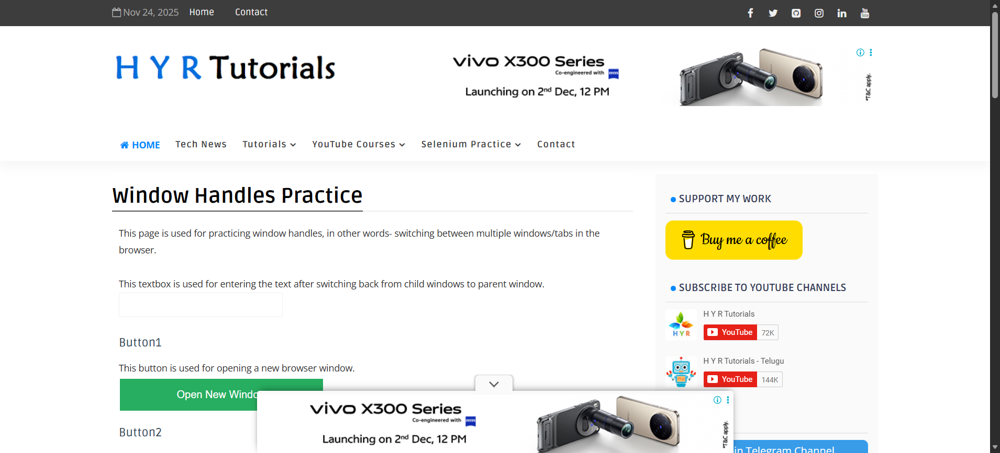 Nov 24, 2025 Home Contact
You
Tube
H Y R Tutorials
vivo X300 Series
Co-engineered with ZEISS
Launching on 2nd Dec, 12 PM
*T&C apply.
HOME Tech News Tutorials YouTube Courses Selenium Practice Contact
Window Handles Practice
This page is used for practicing window handles, in other words- switching between multiple windows/tabs in the
browser.
This textbox is used for entering the text after switching back from child windows to parent window.
Button1
This button is used for opening a new browser window.
Open New Windo
Button2
SUPPORT MY WORK
Buy me a coffee
SUBSCRIBE TO YOUTUBE CHANNELS
H Y R Tutorials
HYR
YouTube 72K
H Y R Tutorials - Telugu
YouTube 144K
in Telegram Channel
vivo X300 Series
Co-engineered with ZEISS
Launching on 2nd Dec, 12 PM
*T&C apply.